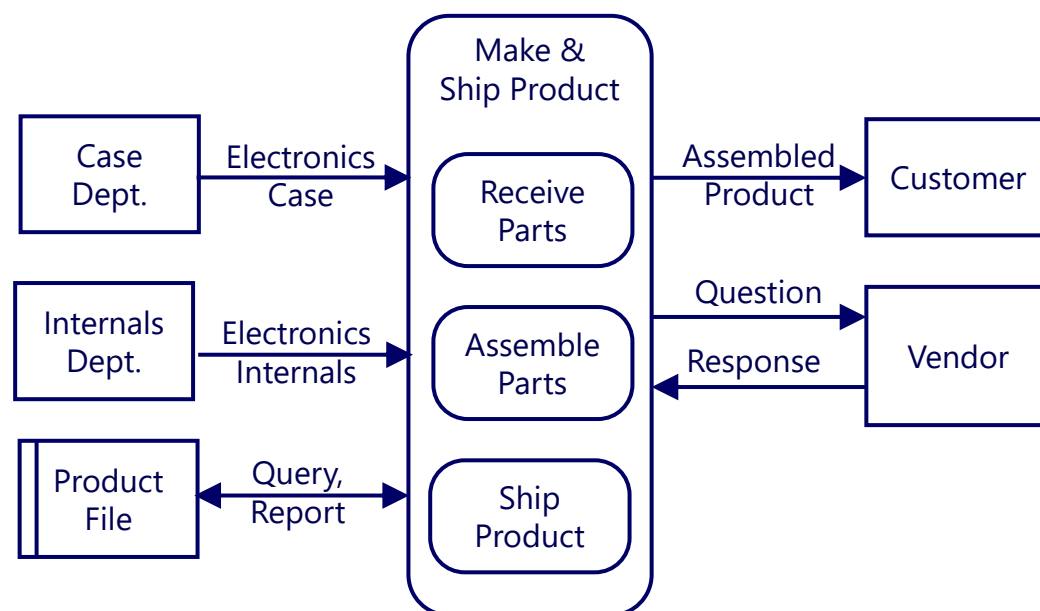 Make &
Ship Product
Case
Dept.
Electronics
Case
Receive
Parts
Assembled
Product
Customer
Internals
Dept.
Electronics
Internals
Assemble
Parts
Question
Response
Vendor
Product
File
Query,
Report
Ship
Product